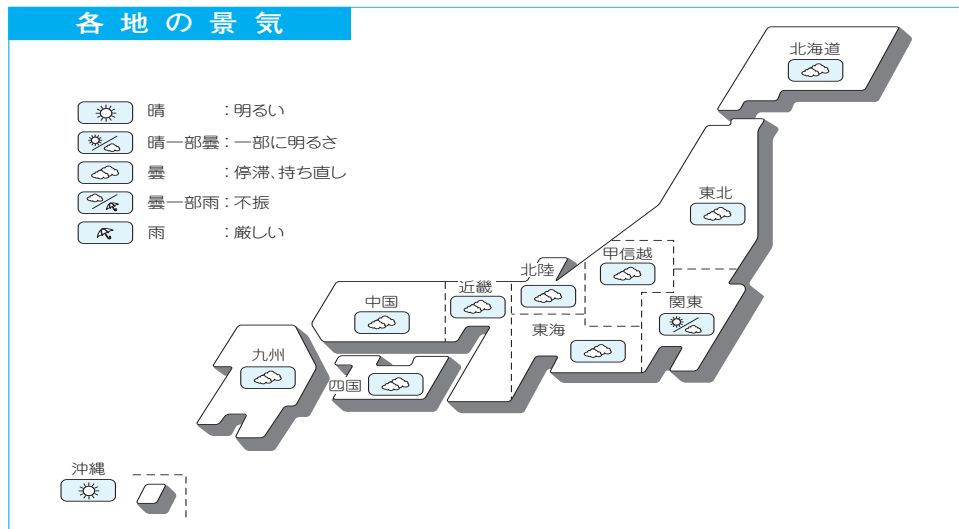 各地の景気
晴 ：明るい
晴一部曇：一部に明るさ
曇 ：停滞､持ち直し
曇一部雨：不振
雨 ：厳しい
北海道
東北
甲信越
北陸
近畿
中国
関東
東海
九州
四国
沖縄